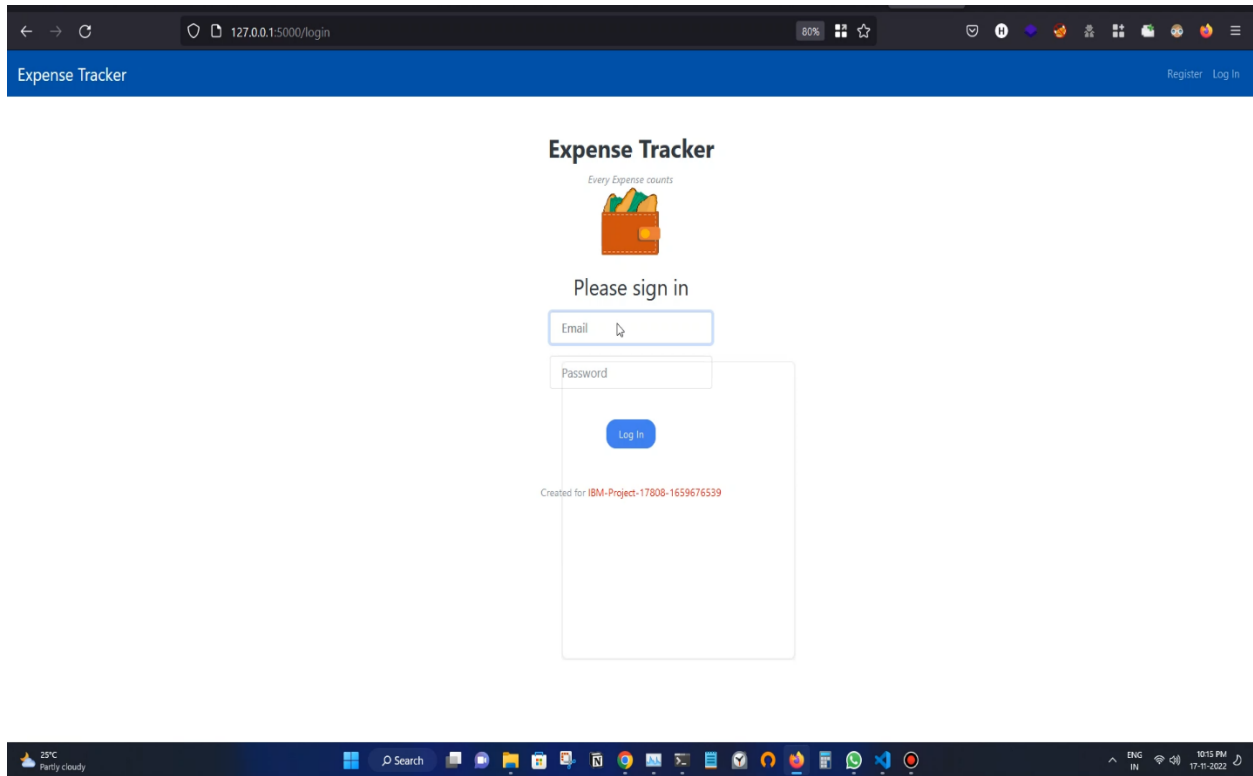 127.0.0.1:5000/login
80%
H
Expense Tracker
Register Log In
Expense Tracker
Every Expense counts
Please sign in
Email
Password
Log In
Created for IBM-Project-17808-1659676539
25°C
Partly cloudy
Search
ENG
IN
10:15 PM
17-11-2022